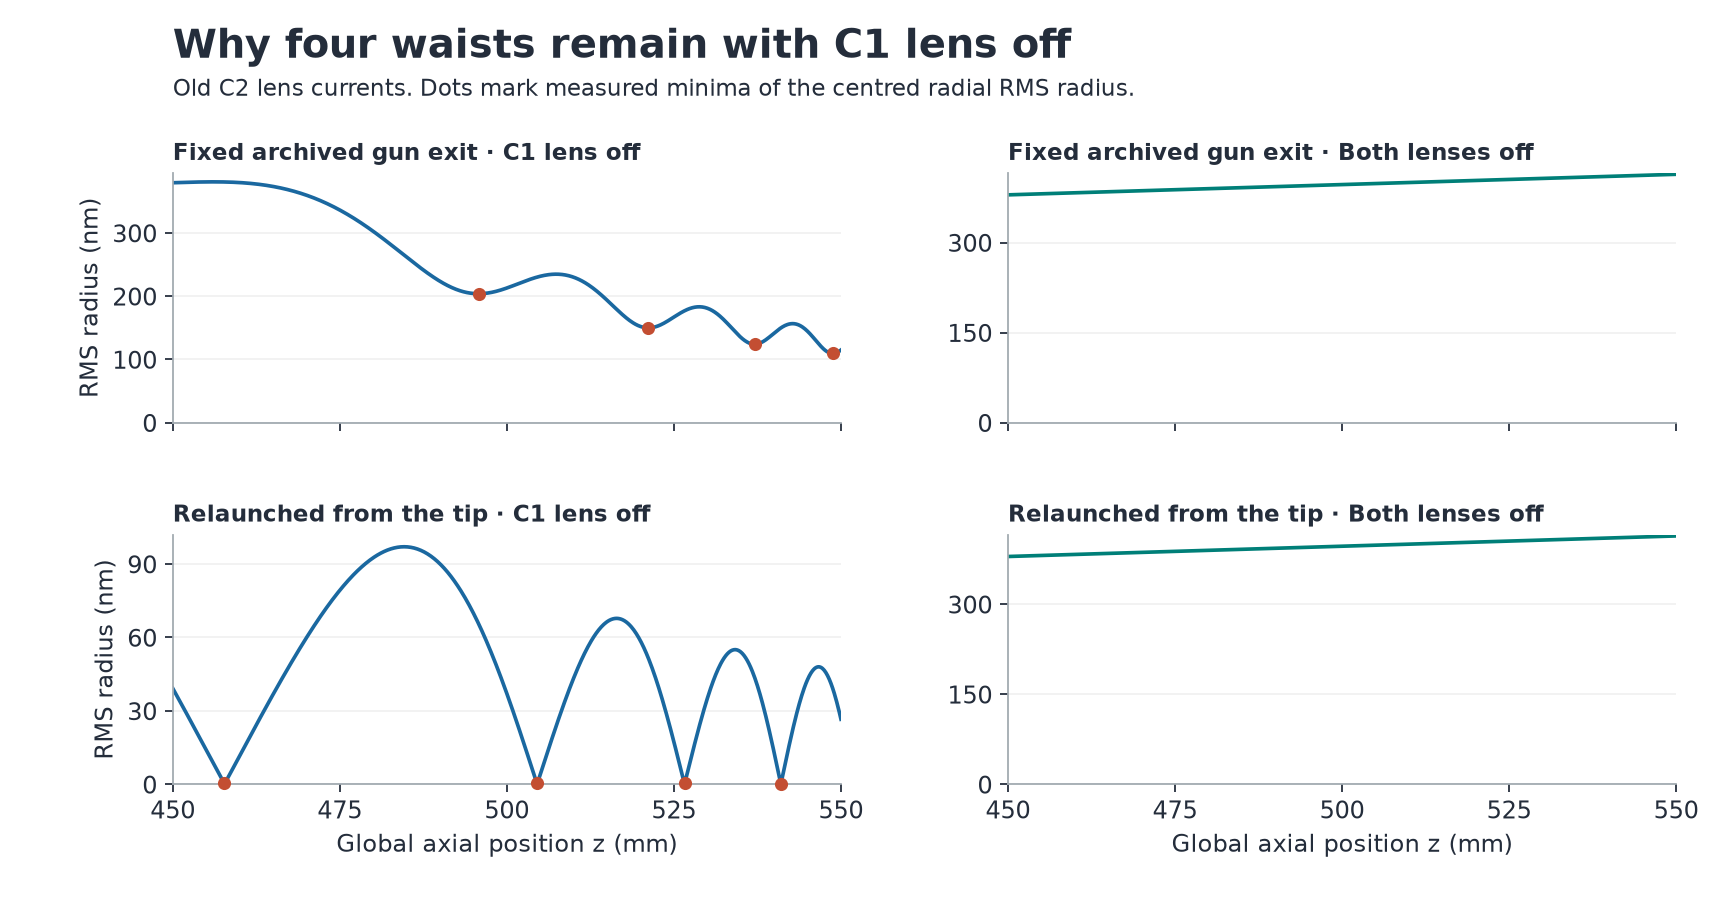 Why four waists remain with C1 lens off
Old C2 lens currents. Dots mark measured minima of the centred radial RMS radius.
Fixed archived gun exit · C1 lens off
RMS radius (nm)
300
200
100
0
Fixed archived gun exit · Both lenses off
300
150
0
Relaunched from the tip · C1 lens off
RMS radius (nm)
90
60
30
0
450 475 500 525 550
Global axial position z (mm)
Relaunched from the tip · Both lenses off
300
150
0
450 475 500 525 550
Global axial position z (mm)